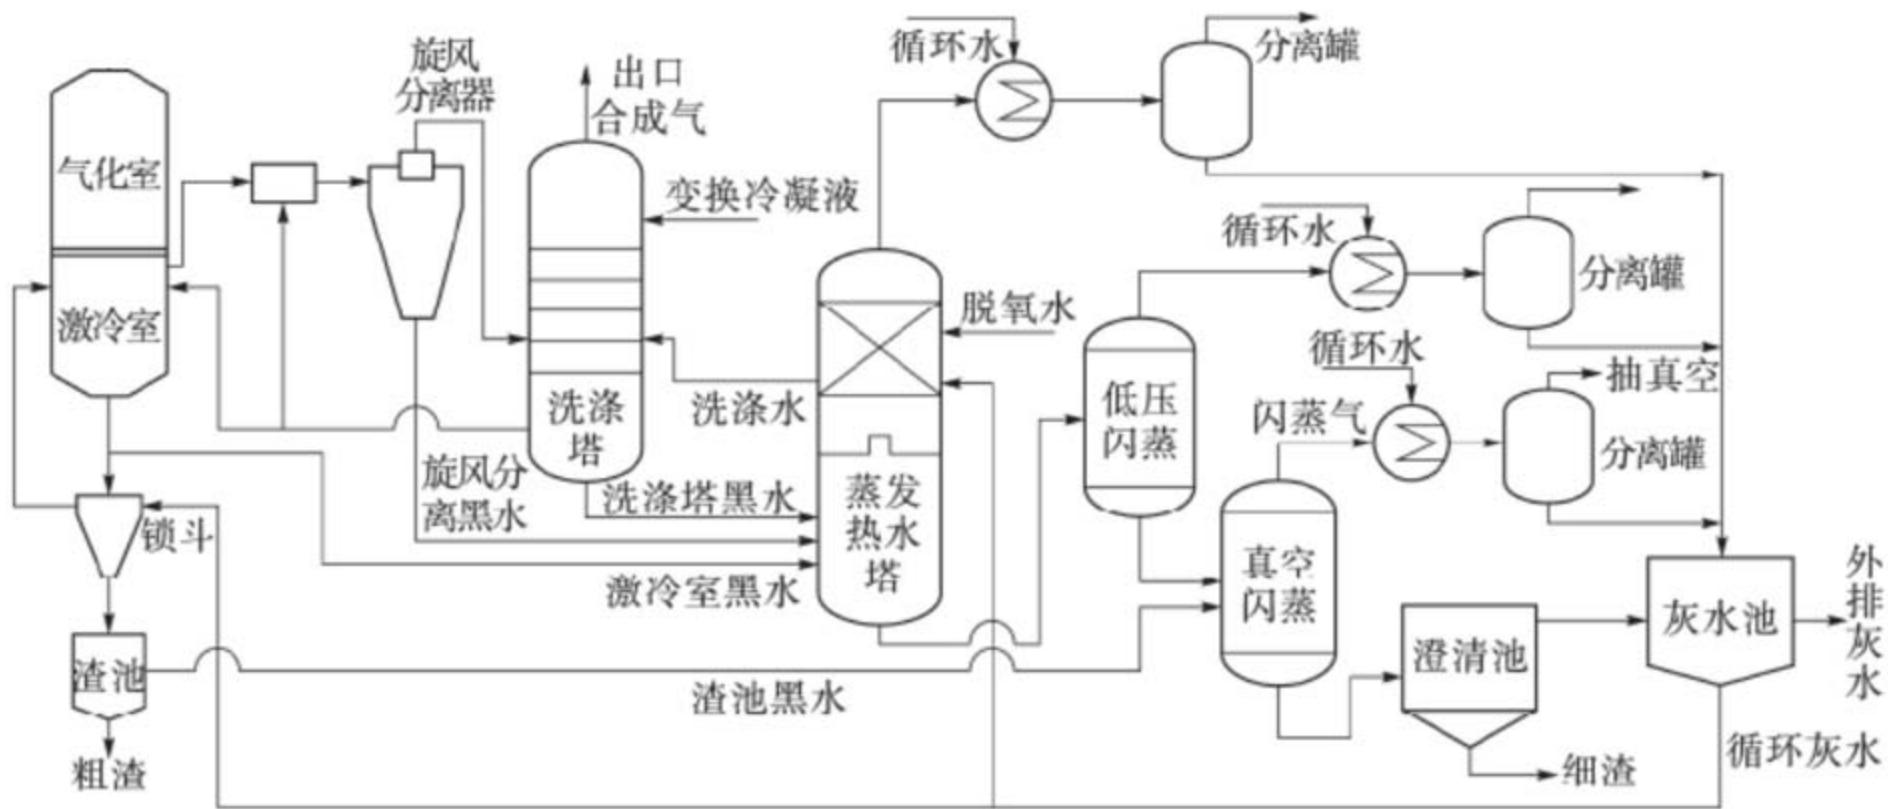 循环水
分离罐
旋风
分离器
出口
合成气
气化室
变换冷凝液
循环水
分离罐
激冷室
脱氧水
循环水
抽真空
洗涤
塔
洗涤水
低压
闪蒸
闪蒸气
分离罐
旋风分
离黑水
洗涤塔黑水
蒸发
热水
塔
锁斗
激冷室黑水
真空
闪蒸
外
排
灰
水
灰水池
澄清池
渣池
渣池黑水
粗渣
细渣
循环灰水